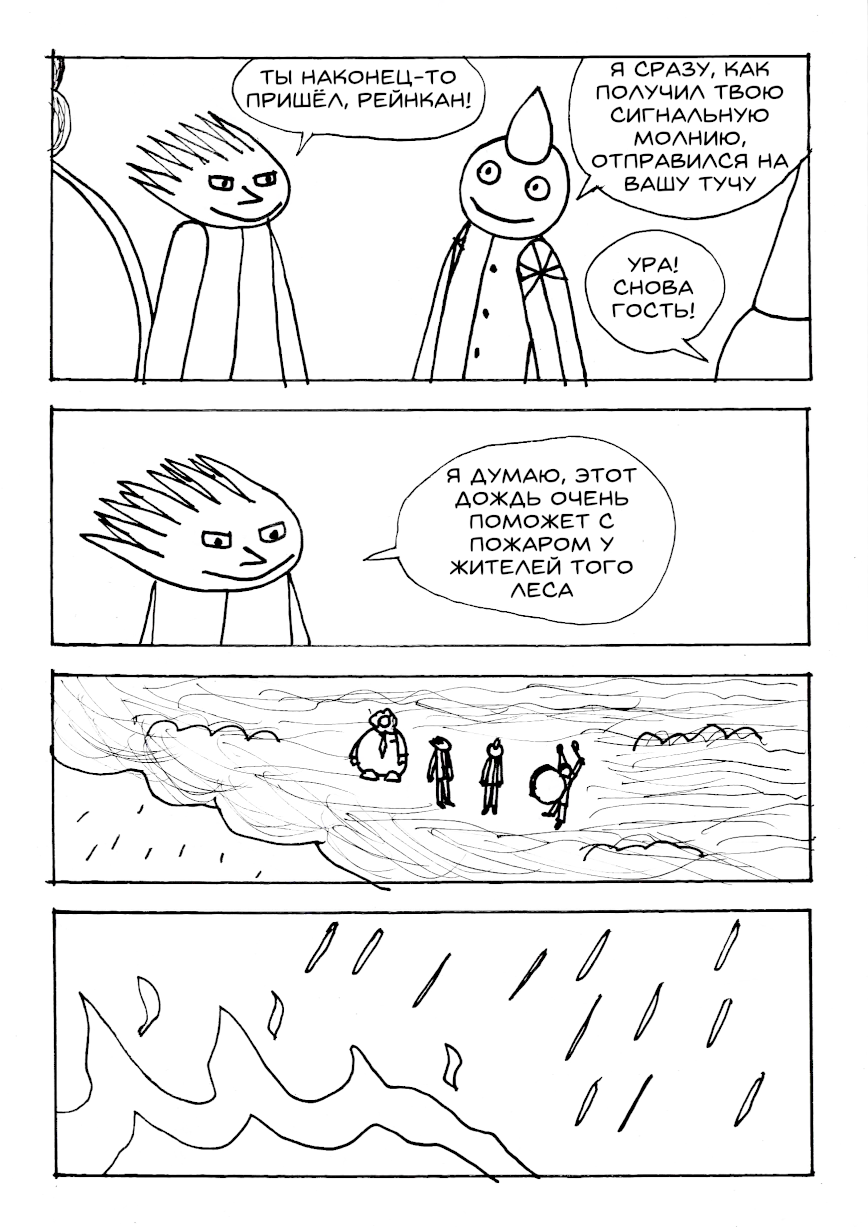 ТЫ НАКОНЕЦ-ТО
ПРИШЁЛ, РЕЙНКАН!
Я СРАЗУ, КАК
ПОЛУЧИЛ ТВОЮ
СИГНАЛЬНУЮ
МОЛНИЮ,
ОТПРАВИЛСЯ НА
ВАШУ ТУЧУ
УРА!
СНОВА
ГОСТЬ!
Я ДУМАЮ, ЭТОТ
ДОЖДЬ ОЧЕНЬ
ПОМОЖЕТ С
ПОЖАРОМ У
ЖИТЕЛЕЙ ТОГО
ЛЕСА